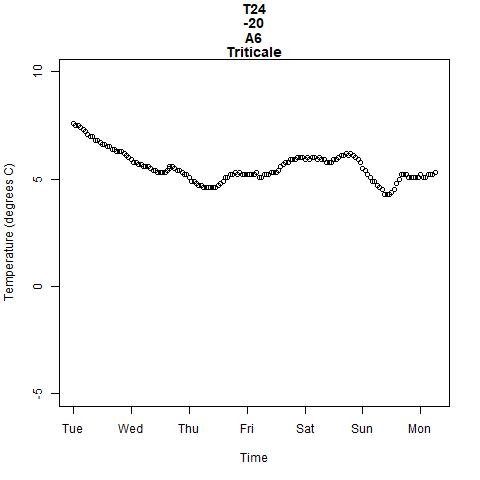 T24
-20
A6
Triticale
Temperature (degrees C)
10
5
0
-5
Tue Wed Thu Fri Sat Sun Mon
Time